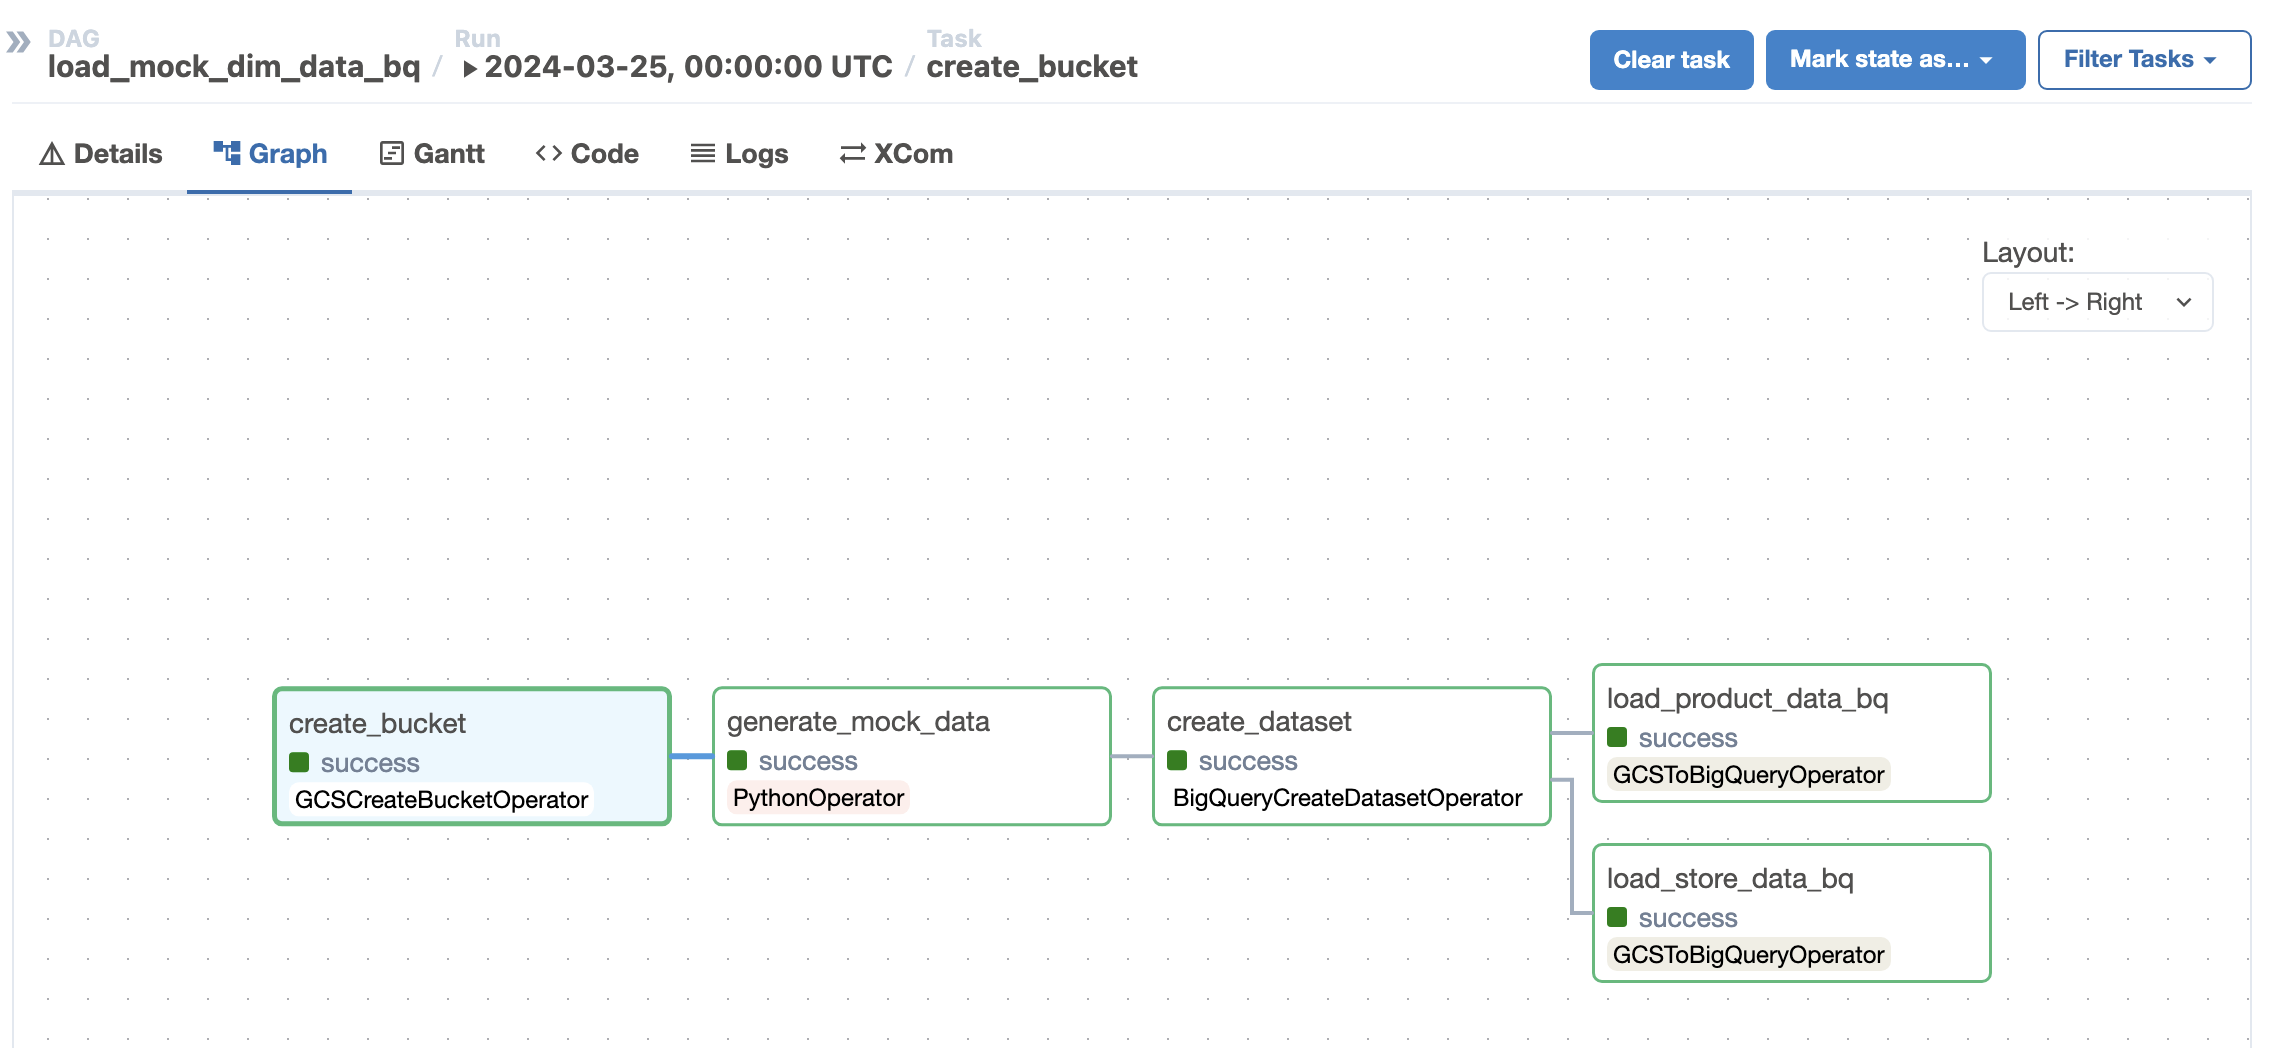 DAG
load_mock_dim_data_bq
/
Run
2024-03-25, 00:00:00 UTC
/
Task
create_bucket
Clear task
Mark state as...
Filter Tasks
Details
Graph
Gantt
Code
Logs
XCom
Layout:
Left -> Right
create_bucket
success
GCSCreateBucketOperator
generate_mock_data
success
PythonOperator
create_dataset
success
BigQueryCreateDatasetOperator
load_product_data_bq
success
GCSToBigQueryOperator
load_store_data_bq
success
GCSToBigQueryOperator